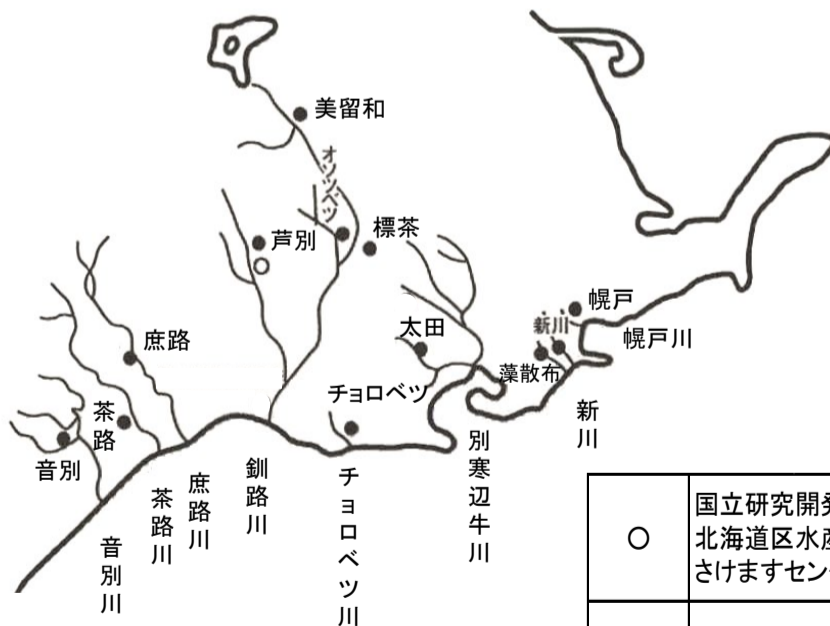 美留和
オソツベツ
芦別
標茶
幌戸
新川
幌戸川
太田
庶路
藻散布
チョロベツ
茶路
音別
新川
別寒辺牛川
釧路川
チョロベツ川
庶路川
茶路川
音別川
○
国立研究開発
北海道区水産
さけますセン